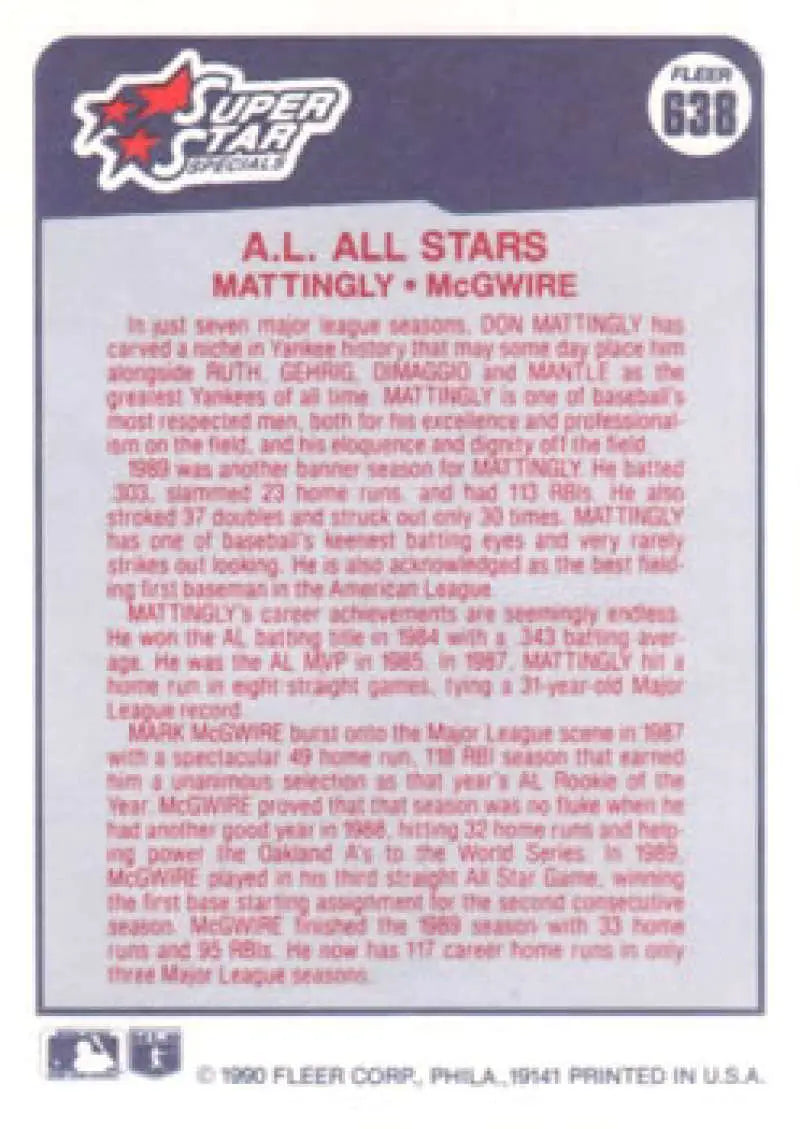 SUPER
STAR
SPECIALS
FLEER
638
A.L. ALL STARS
MATTINGLY • McGWIRE
In just seven major league seasons, DON MATTINGLY has
carved a niche in Yankee history that may some day place him
alongside RUTH, GEHRIG, DIMAGGIO and MANTLE as the
greatest Yankees of all time. MATTINGLY is one of baseball's
most respected men, both for his excellence and professional-
ism on the field, and his eloquence and dignity off the field.
1989 was another banner season for MATTINGLY. He batted
.303, slammed 23 home runs, and had 113 RBIs. He also
stroked 37 doubles and struck out only 30 times. MATTINGLY
has one of baseball's keenest batting eyes and very rarely
strikes out looking. He is also acknowledged as the best field-
ing first baseman in the American League.
MATTINGLY's career achievements are seemingly endless.
He won the AL batting title in 1984 with a .343 batting aver-
age. He was the AL MVP in 1985. In 1987, MATTINGLY hit a
home run in eight straight games, tying a 31-year-old Major
League record.
MARK McGWIRE burst onto the Major League scene in 1987
with a spectacular 49 home run, 118 RBI season that earned
him a unanimous selection as that year's AL Rookie of the
Year. McGWIRE proved that that season was no fluke when he
had another good year in 1988, hitting 32 home runs and help-
ing power the Oakland A's to the World Series. In 1989,
McGWIRE played in his third straight All Star Game, winning
the first base starting assignment for the second consecutive
season. McGWIRE finished the 1989 season with 33 home
runs and 95 RBIs. He now has 117 career home runs in only
three Major League seasons.
© 1990 FLEER CORP., PHILA., 19141 PRINTED IN U.S.A.